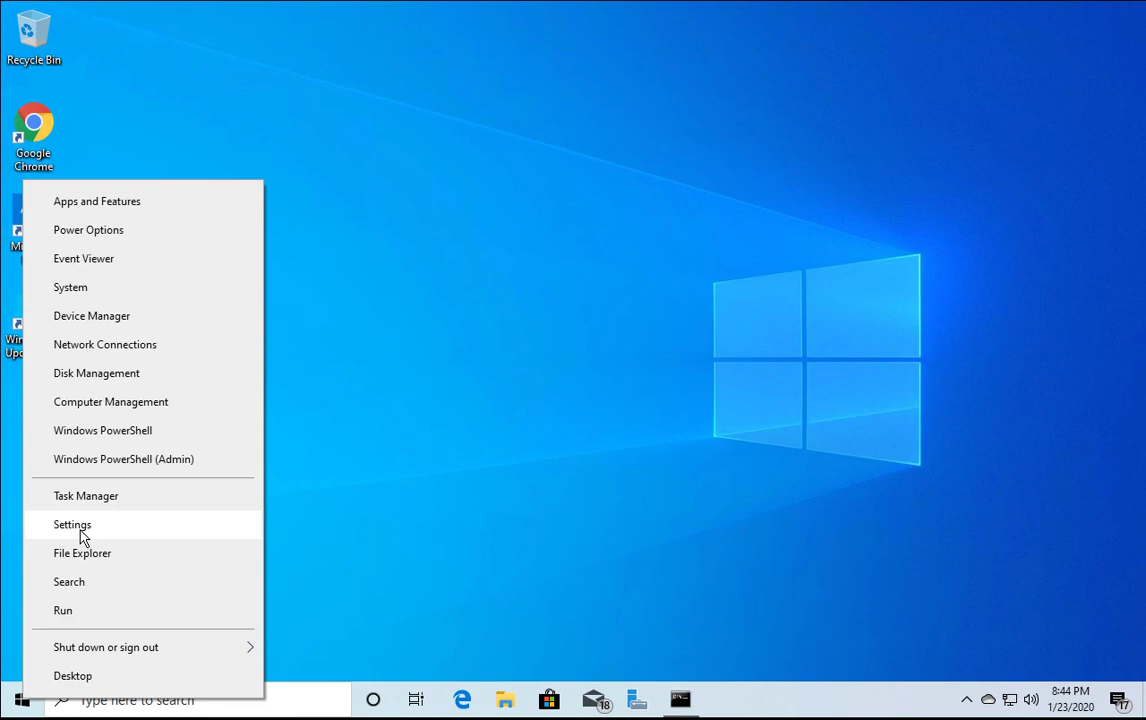 Recycle Bin
Google
Chrome
Apps and Features
Power Options
Event Viewer
System
Device Manager
Network Connections
Disk Management
Computer Management
Windows PowerShell
Windows PowerShell (Admin)
Task Manager
Settings
File Explorer
Search
Run
Shut down or sign out
Desktop
Type here to search
18
8:44 PM
1/23/2020
17